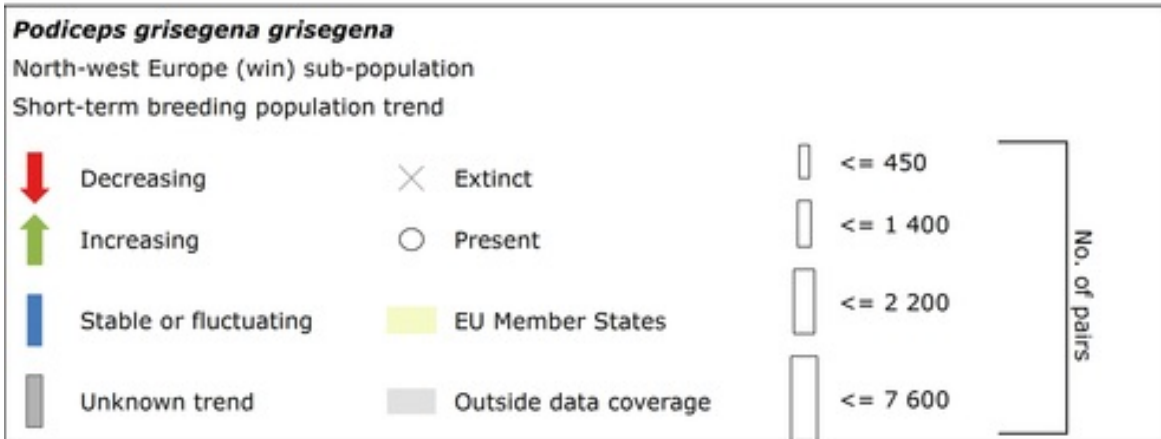 Podiceps grisegena grisegena
North-west Europe (win) sub-population
Short-term breeding population trend
Decreasing
Extinct
<= 450
Increasing
Present
<= 1 400
Stable or fluctuating
EU Member States
<= 2 200
Unknown trend
Outside data coverage
<= 7 600
No. of pairs